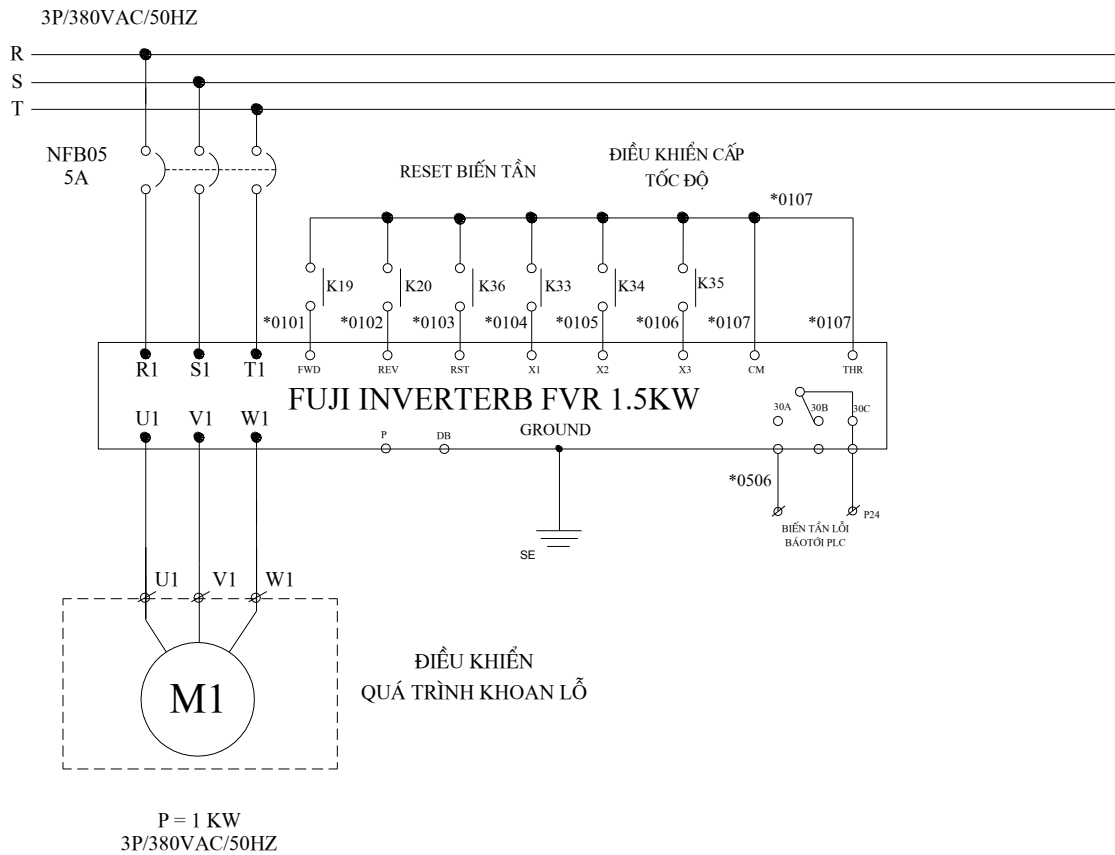 3P/380VAC/50HZ
R
S
T
NFB05
5A
RESET BIẾN TẦN
ĐIỀU KHIỂN CẤP
TỐC ĐỘ
*0107
K19
K20
K36
K33
K34
K35
*0101
*0102
*0103
*0104
*0105
*0106
*0107
*0107
R1
S1
T1
FWD
REV
RST
X1
X2
X3
CM
THR
FUJI INVERTERB FVR 1.5KW
30A
30B
30C
U1
V1
W1
GROUND
P
DB
*0506
P24
BIẾN TẦN LỖI
BÁOTỚI PLC
SE
U1
V1
W1
M1
ĐIỀU KHIỂN
QUÁ TRÌNH KHOAN LỖ
P = 1 KW
3P/380VAC/50HZ